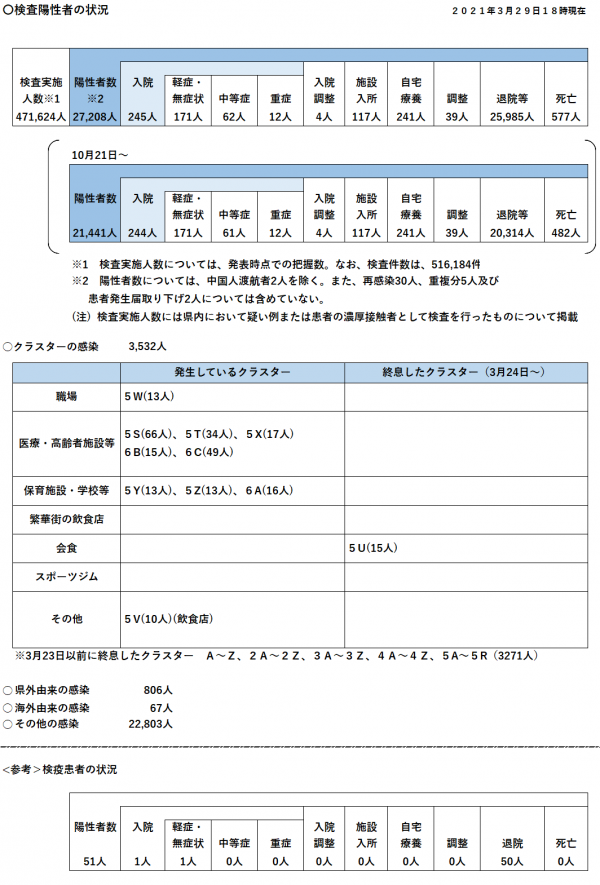 〇検査陽性者の状況
２０２１年３月２９日１８時現在
検査実施人数※1 陽性者数※2 入院 軽症・無症状 中等症 重症 入院調整 施設入所 自宅療養 調整 退院等 死亡
471,624人 27,208人 245人 171人 62人 12人 4人 117人 241人 39人 25,985人 577人
10月21日～
陽性者数 入院 軽症・無症状 中等症 重症 入院調整 施設入所 自宅療養 調整 退院等 死亡
21,441人 244人 171人 61人 12人 4人 117人 241人 39人 20,314人 482人
※1　検査実施人数については、発表時点での把握数。なお、検査件数は、516,184件
※2　陽性者数については、中国人渡航者2人を除く。また、再感染30人、重複分5人及び
患者発生届取り下げ2人については含めていない。
（注）検査実施人数には県内において疑い例または患者の濃厚接触者として検査を行ったものについて掲載
〇クラスターの感染 3,532人
発生しているクラスター 終息したクラスター（3月24日～）
職場 ５W(13人)
医療・高齢者施設等 ５S(66人)、５T(34人)、５X(17人)
６B(15人)、６C(49人)
保育施設・学校等 ５Y(13人)、５Z(13人)、６A(16人)
繁華街の飲食店
会食 ５U(15人)
スポーツジム
その他 ５V(10人)(飲食店)
※3月23日以前に終息したクラスター　Ａ～Ｚ、２Ａ～２Ｚ、３Ａ～３Ｚ、４Ａ～４Ｚ、５A～５R（3271人）
〇 県外由来の感染 806人
〇 海外由来の感染 67人
〇 その他の感染 22,803人
<参考＞検疫患者の状況
陽性者数 入院 軽症・無症状 中等症 重症 入院調整 施設入所 自宅療養 調整 退院 死亡
51人 1人 1人 0人 0人 0人 0人 0人 0人 50人 0人